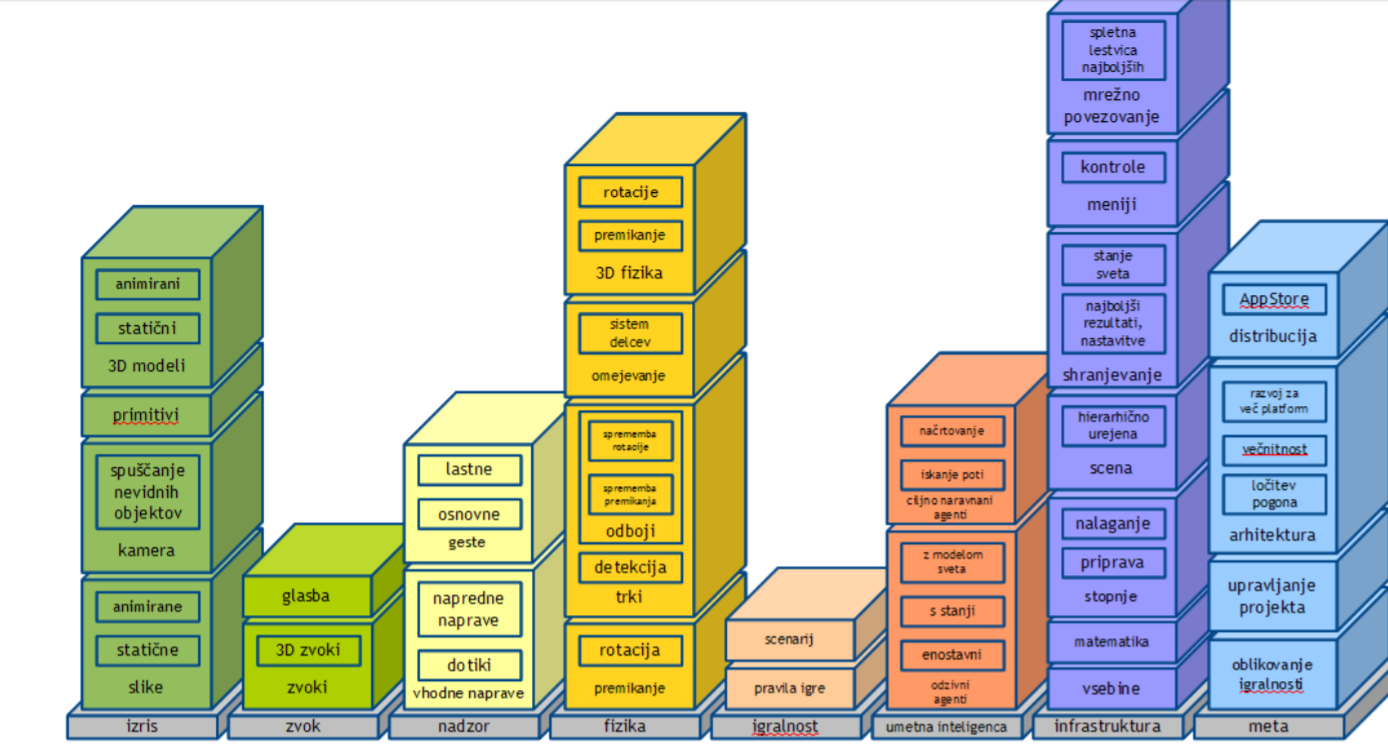 animirani
statični
3D modeli
primitivi
spuščanje
nevidnih
objektov
kamera
animirane
statične
slike
izris
glasba
3D zvoki
zvoki
zvok
lastne
osnovne
geste
napredne
naprave
dotiki
vhodne naprave
nadzor
rotacije
premikanje
3D fizika
sistem
delcev
omejevanje
sprememba
rotacije
sprememba
premikanja
odboji
detekcija
trki
rotacija
premikanje
fizika
scenarij
pravila igre
igralnost
načrtovanje
iskanje poti
ciljno naravnani
agenti
z modelom
sveta
s stanji
enostavni
odzivni
agenti
umetna inteligenca
spletna
lestvica
najboljših
mrežno
povezovanje
kontrole
meniji
stanje
sveta
najboljši
rezultati,
nastavitve
shranjevanje
hierarhično
urejena
scena
nalaganje
priprava
stopnje
matematika
vsebine
infrastruktura
AppStore
distribucija
razvoj za
več platform
večnitnost
ločitev
pogona
arhitektura
upravljanje
projekta
oblikovanje
igralnosti
meta